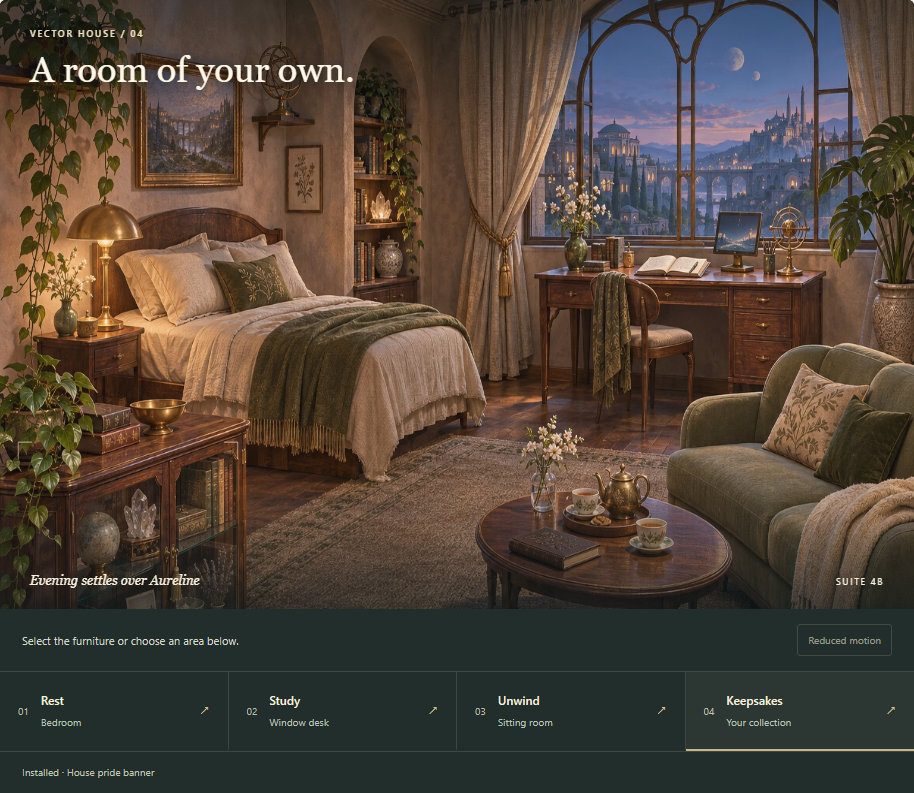 VECTOR HOUSE / 04
A room of your own.
Evening settles over Aureline
SUITE 4B
Select the furniture or choose an area below.
Reduced motion
01 Rest ↗
Bedroom
02 Study ↗
Window desk
03 Unwind ↗
Sitting room
04 Keepsakes ↗
Your collection
Installed · House pride banner